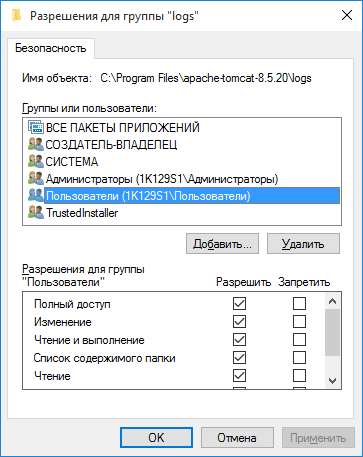 Разрешения для группы "logs"
Безопасность
Имя объекта: C:\Program Files\apache-tomcat-8.5.20\logs
Группы или пользователи:
ВСЕ ПАКЕТЫ ПРИЛОЖЕНИЙ
СОЗДАТЕЛЬ-ВЛАДЕЛЕЦ
СИСТЕМА
Администраторы (1K129S1\Администраторы)
Пользователи (1K129S1\Пользователи)
TrustedInstaller
Добавить... Удалить
Разрешения для группы
"Пользователи" Разрешить Запретить
Полный доступ
Изменение
Чтение и выполнение
Список содержимого папки
Чтение
OK Отмена Применить